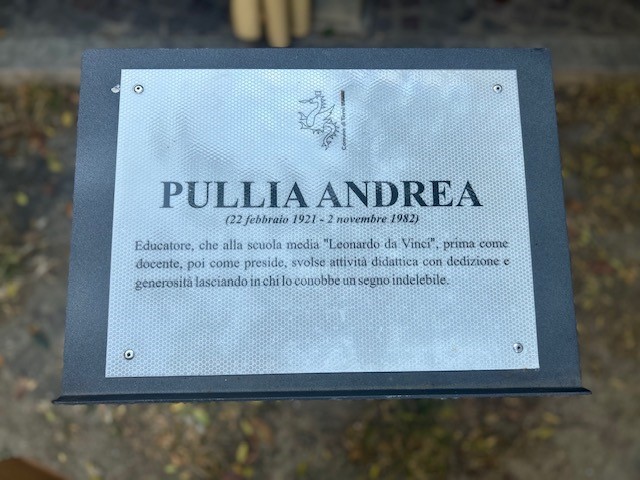 PULLIA ANDREA
(22 febbraio 1921 - 2 novembre 1982)
Educatore, che alla scuola media "Leonardo da Vinci", prima come
docente, poi come preside, svolse attività didattica con dedizione e
generosità lasciando in chi lo conobbe un segno indelebile.